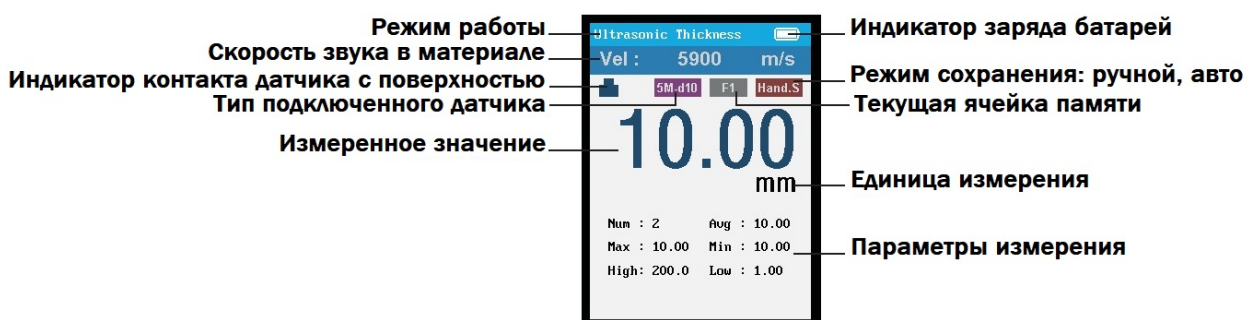 Режим работы
Скорость звука в материале
Индикатор контакта датчика с поверхностью
Тип подключенного датчика
Измеренное значение
Ultrasonic Thickness
Vel : 5900 m/s
5M-d10 F1 Hand.S
10.00
mm
Num : 2 Avg : 10.00
Max : 10.00 Min : 10.00
High: 200.0 Low : 1.00
Индикатор заряда батарей
Режим сохранения: ручной, авто
Текущая ячейка памяти
Единица измерения
Параметры измерения